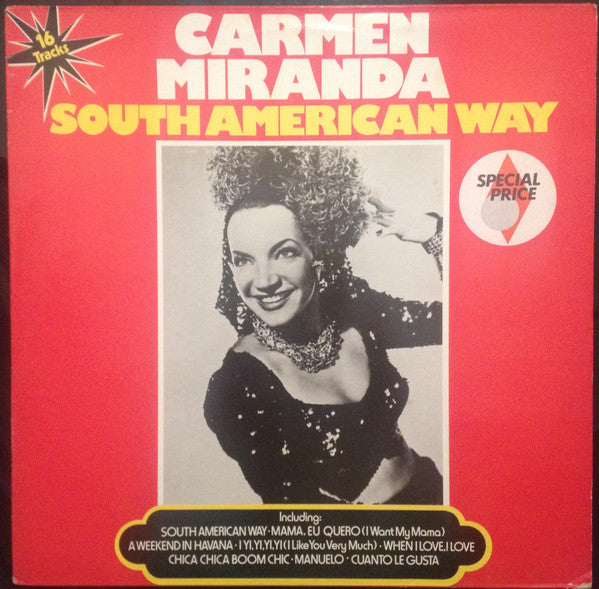 16
Tracks
CARMEN
MIRANDA
SOUTH AMERICAN WAY
SPECIAL
PRICE
Including:
SOUTH AMERICAN WAY · MAMA, EU QUERO (I Want My Mama)
A WEEKEND IN HAVANA · I YI, YI, YI, YI (I Like You Very Much) · WHEN I LOVE, I LOVE
CHICA CHICA BOOM CHIC · MANUELO · CUANTO LE GUSTA